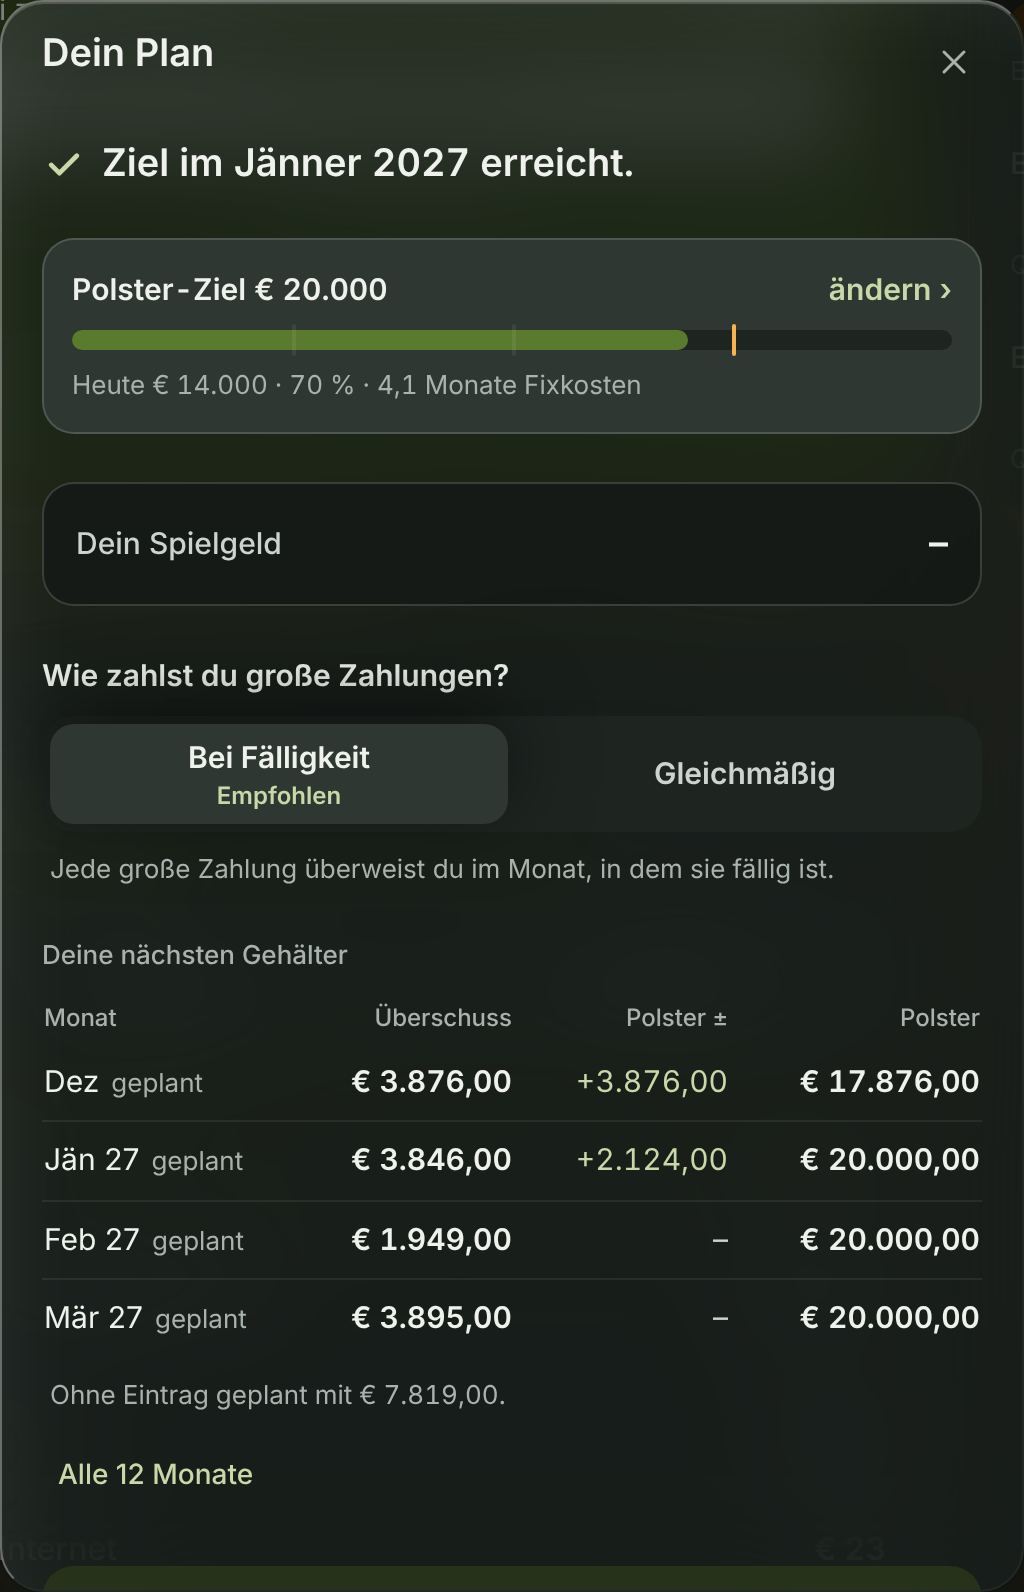 Dein Plan
Ziel im Jänner 2027 erreicht.
Polster-Ziel € 20.000 ändern ›
Heute € 14.000 · 70 % · 4,1 Monate Fixkosten
Dein Spielgeld –
Wie zahlst du große Zahlungen?
Bei Fälligkeit
Empfohlen
Gleichmäßig
Jede große Zahlung überweist du im Monat, in dem sie fällig ist.
Deine nächsten Gehälter
Monat Überschuss Polster ± Polster
Dez geplant € 3.876,00 +3.876,00 € 17.876,00
Jän 27 geplant € 3.846,00 +2.124,00 € 20.000,00
Feb 27 geplant € 1.949,00 – € 20.000,00
Mär 27 geplant € 3.895,00 – € 20.000,00
Ohne Eintrag geplant mit € 7.819,00.
Alle 12 Monate
nternet € 23